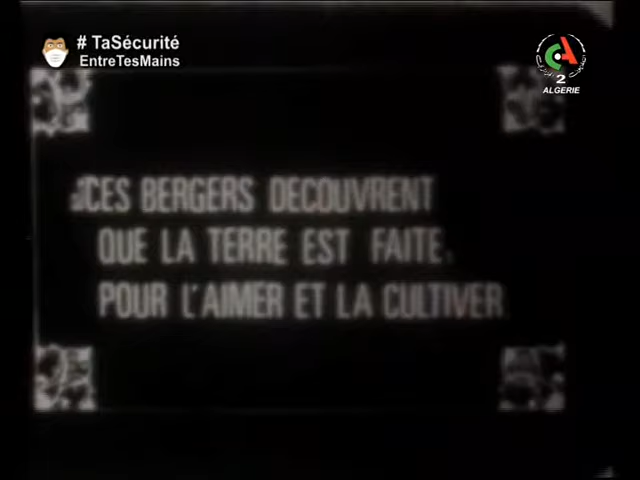 # TaSécurité
EntreTesMains
2
ALGERIE
CES BERGERS DECOUVRENT
QUE LA TERRE EST FAITE.
POUR L'AIMER ET LA CULTIVER